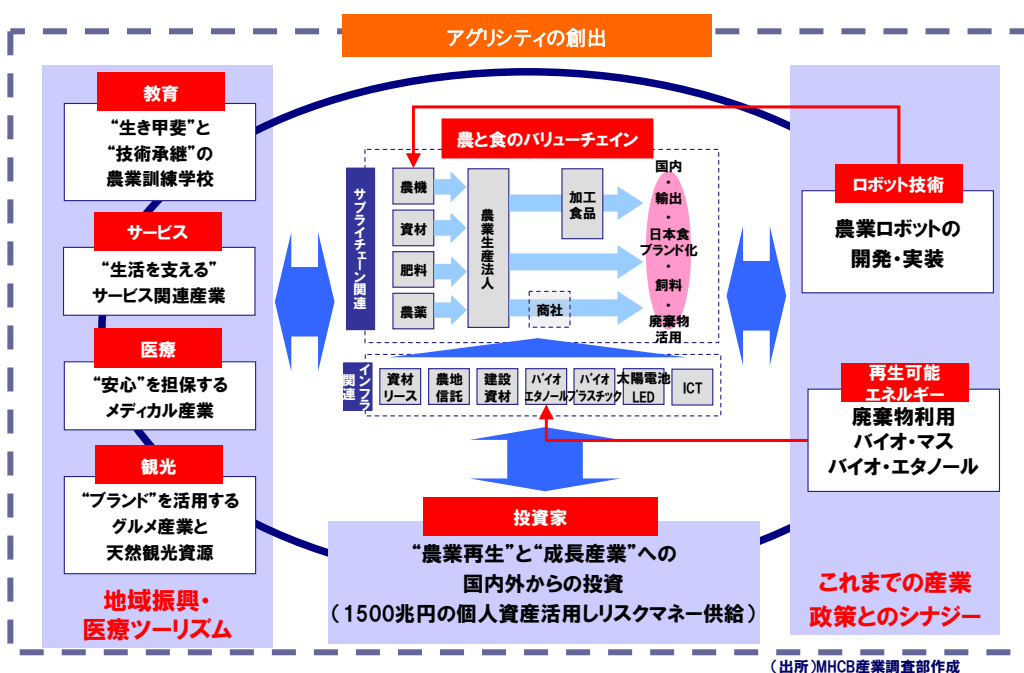 アグリシティの創出
教育
“生き甲斐”と
“技術承継”の
農業訓練学校
サービス
“生活を支える”
サービス関連産業
医療
“安心”を担保する
メディカル産業
観光
“ブランド”を活用する
グルメ産業と
天然観光資源
地域振興・
医療ツーリズム
農と食のバリューチェイン
サプライチェーン関連
農機
資材
肥料
農薬
農業生産法人
加工
食品
商社
国内
・
輸出
・
日本食
ブランド化
・
飼料
・
廃棄物
活用
インフラ
関連
資材
リース
農地
信託
建設
資材
バイオ
エタノール
バイオ
プラスチック
太陽電池
LED
ICT
投資家
“農業再生”と“成長産業”への
国内外からの投資
（1500兆円の個人資産活用しリスクマネー供給）
ロボット技術
農業ロボットの
開発・実装
再生可能
エネルギー
廃棄物利用
バイオ・マス
バイオ・エタノール
これまでの産業
政策とのシナジー
（出所）MHCB産業調査部作成